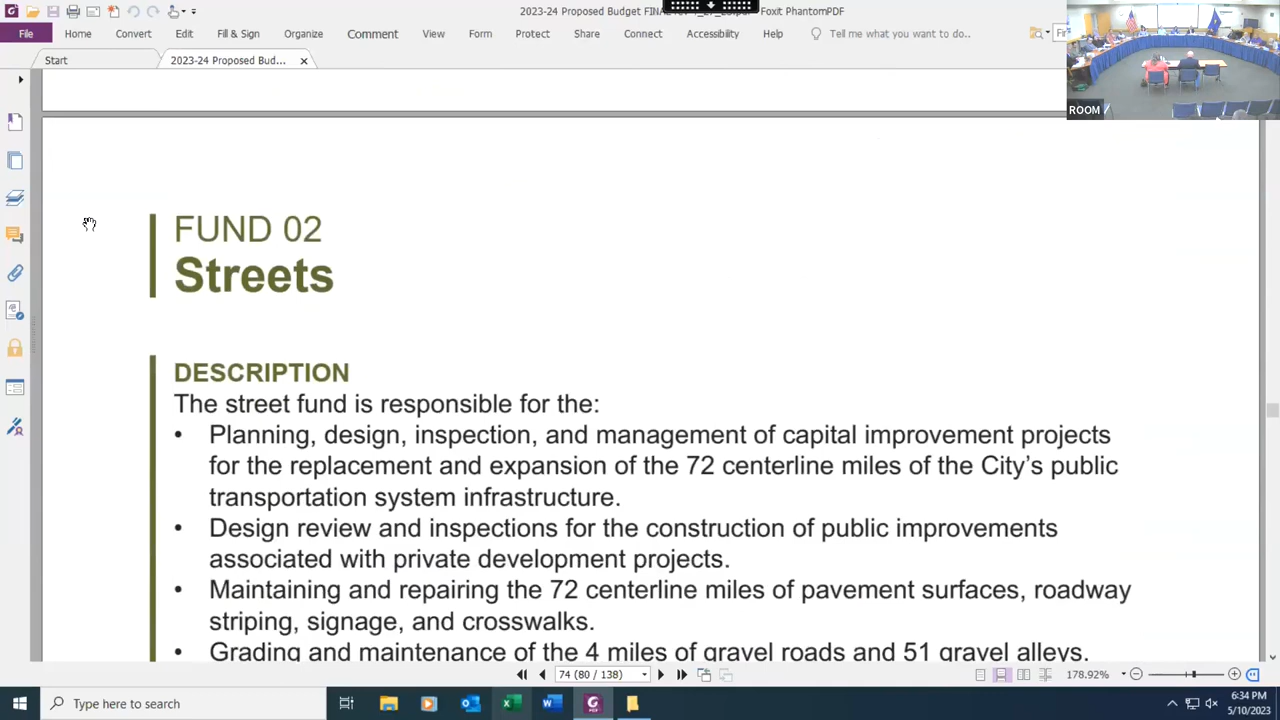 2023-24 Proposed Budget
Foxit PhantomPDF
File Home Convert Edit Fill & Sign Organize Comment View Form Protect Share Connect Accessibility Help Tell me what you want to do..
Start 2023-24 Proposed Bud...
ROOM
FUND 02
Streets
DESCRIPTION
The street fund is responsible for the:
• Planning, design, inspection, and management of capital improvement projects
for the replacement and expansion of the 72 centerline miles of the City’s public
transportation system infrastructure.
• Design review and inspections for the construction of public improvements
associated with private development projects.
• Maintaining and repairing the 72 centerline miles of pavement surfaces, roadway
striping, signage, and crosswalks.
• Grading and maintenance of the 4 miles of gravel roads and 51 gravel alleys.
74 (80 / 138) 178.92%
Type here to search
6:34 PM
5/10/2023